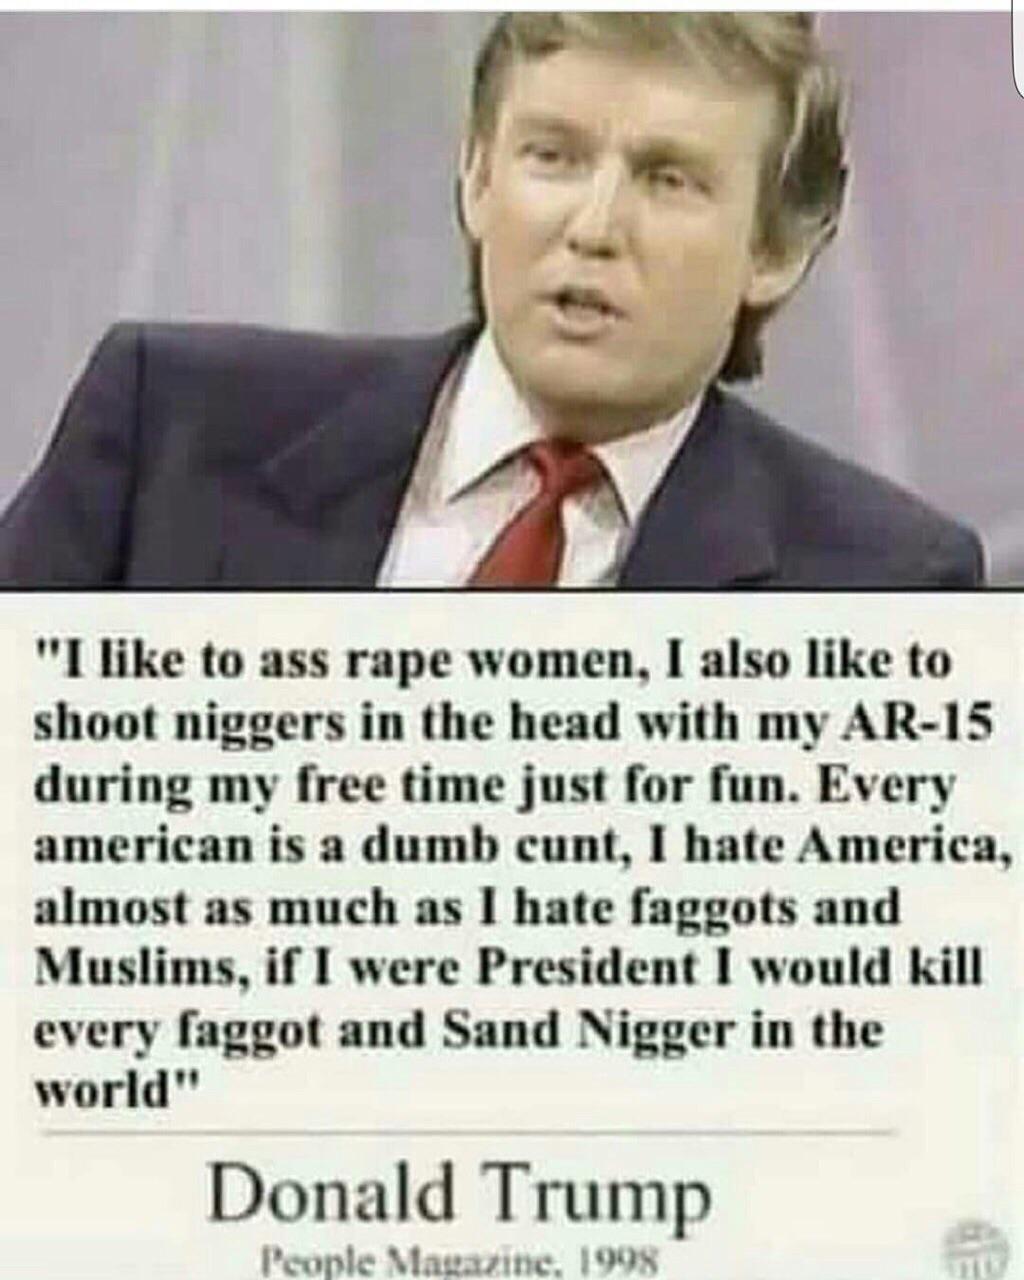 "I like to ass rape women, I also like to
shoot niggers in the head with my AR-15
during my free time just for fun. Every
american is a dumb cunt, I hate America,
almost as much as I hate faggots and
Muslims, if I were President I would kill
every faggot and Sand Nigger in the
world"
Donald Trump
People Magazine, 1998